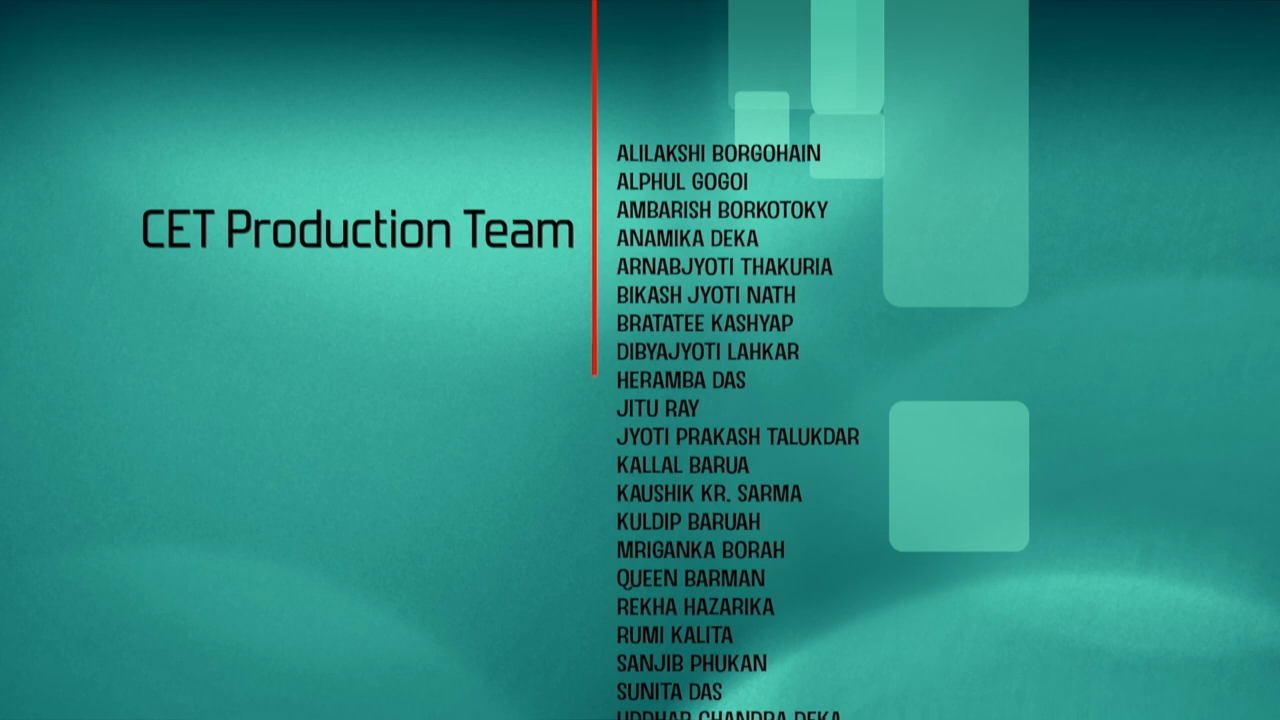 CET Production Team
ALILAKSHI BORGOHAIN
ALPHUL GOGOI
AMBARISH BORKOTOKY
ANAMIKA DEKA
ARNABJYOTI THAKURIA
BIKASH JYOTI NATH
BRATATEE KASHYAP
DIBYAJYOTI LAHKAR
HERAMBA DAS
JITU RAY
JYOTI PRAKASH TALUKDAR
KALLAL BARUA
KAUSHIK KR. SARMA
KULDIP BARUAH
MRIGANKA BORAH
QUEEN BARMAN
REKHA HAZARIKA
RUMI KALITA
SANJIB PHUKAN
SUNITA DAS
CHANDRA DEKA